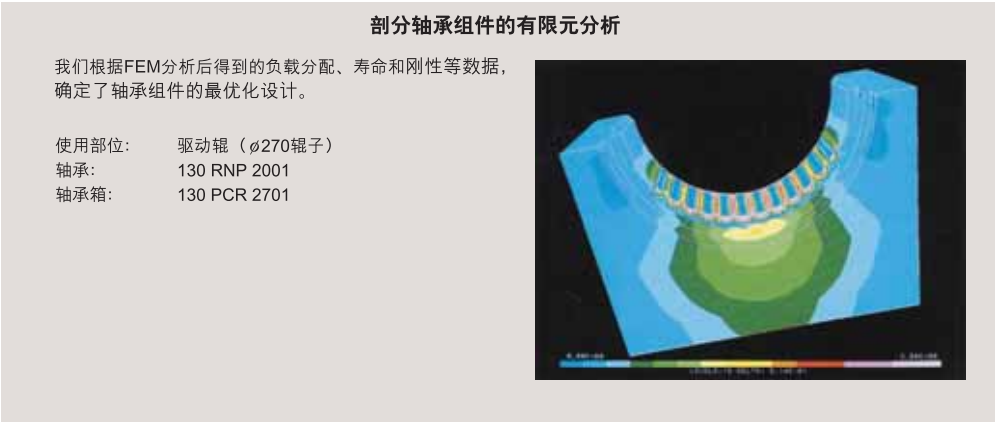 剖分轴承组件的有限元分析
我们根据FEM分析后得到的负载分配、寿命和刚性等数据，
确定了轴承组件的最优化设计。
使用部位： 驱动辊（ø270辊子）
轴承： 130 RNP 2001
轴承箱： 130 PCR 2701